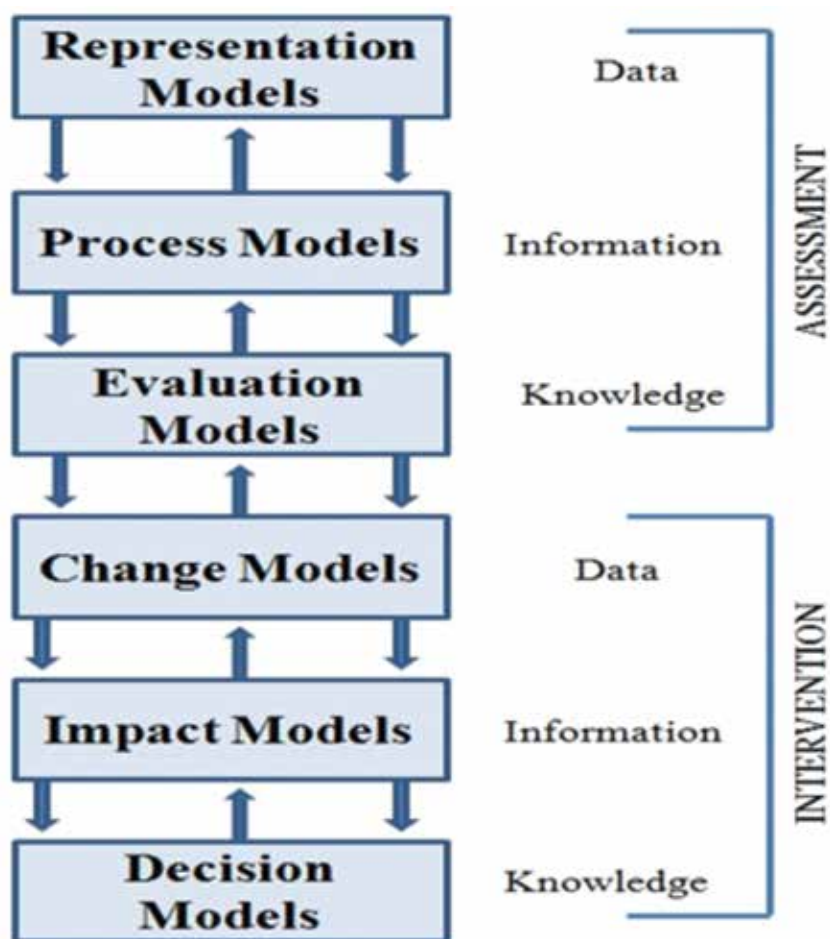 Representation
Models
Data
Process Models
Information
ASSESSMENT
Evaluation
Models
Knowledge
Change Models
Data
Impact Models
Information
INTERVENTION
Decision
Models
Knowledge